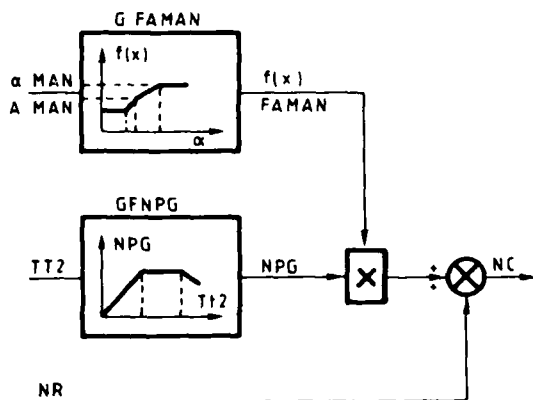 G FAMAN
f(x)
α MAN
A MAN
α
f(x)
FAMAN
GFNPG
NPG
TT2
Tt2
NPG
X
NC
NR